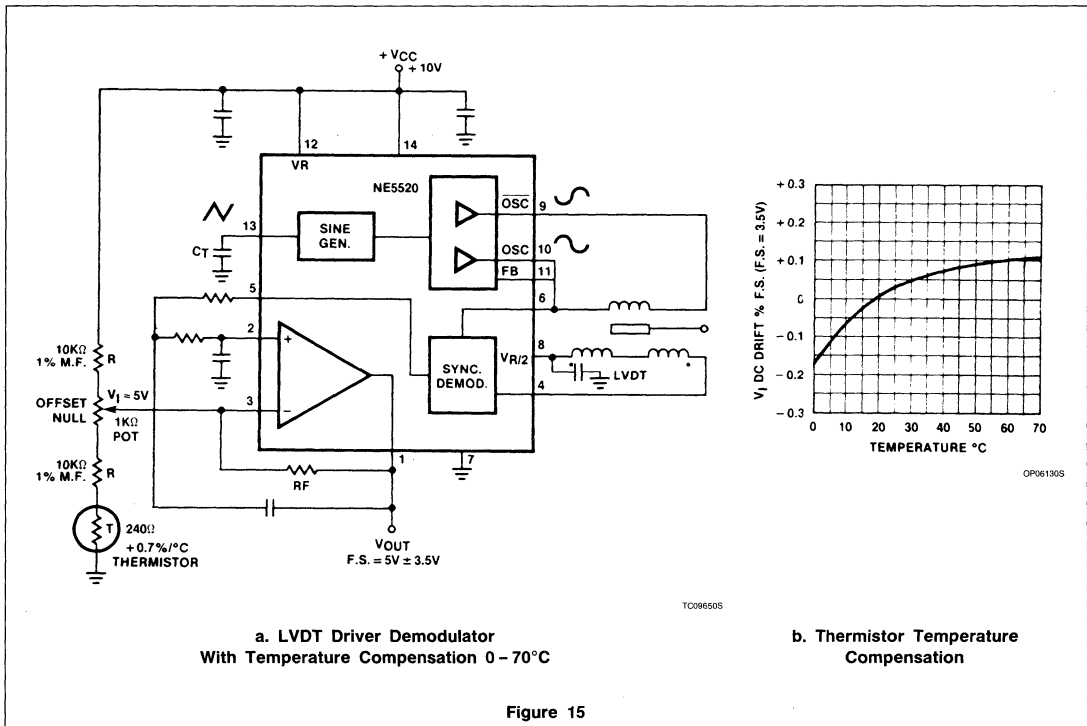 + VCC
+ 10V
12
14
VR
NE5520
OSC
9
13
SINE
GEN.
CT
OSC
10
FB
11
5
6
2
+
10KΩ
1% M.F.
R
VR/2
8
SYNC.
DEMOD.
LVDT
4
VI = 5V
3
−
OFFSET
NULL
1KΩ
POT
10KΩ
1% M.F.
R
1
7
RF
T
240Ω
+0.7%/°C
THERMISTOR
VOUT
F.S. = 5V ± 3.5V
TC09650S
a. LVDT Driver Demodulator
With Temperature Compensation 0 – 70°C
VI DC DRIFT % F.S. (F.S. = 3.5V)
+ 0.3
+ 0.2
+ 0.1
0
− 0.1
− 0.2
− 0.3
0 10 20 30 40 50 60 70
TEMPERATURE °C
OP06130S
b. Thermistor Temperature
Compensation
Figure 15